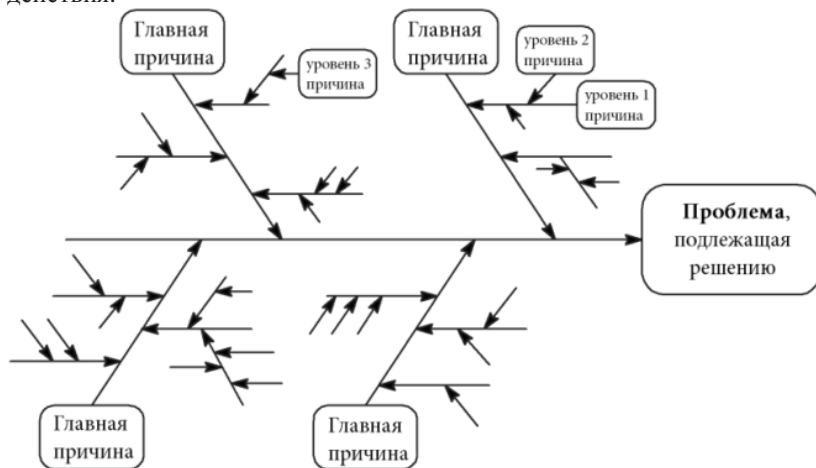 действия.
Главная
причина
уровень 3
причина
Главная
причина
уровень 2
причина
уровень 1
причина
Проблема,
подлежащая
решению
Главная
причина
Главная
причина